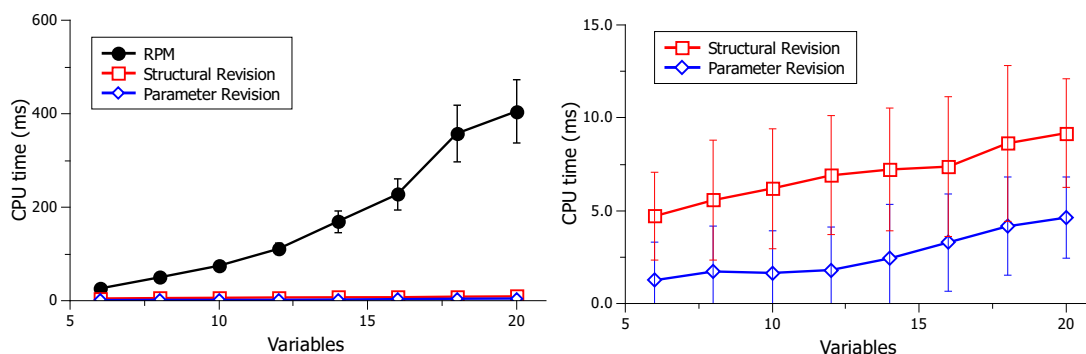 600
400
200
0
CPU time (ms)
RPM
Structural Revision
Parameter Revision
5
10
15
20
Variables
15.0
10.0
5.0
0.0
CPU time (ms)
Structural Revision
Parameter Revision
5
10
15
20
Variables